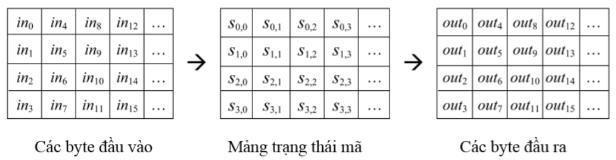 in0 in4 in8 in12 … → s0,0 s0,1 s0,2 s0,3 … → out0 out4 out8 out12 …
in1 in5 in9 in13 … s1,0 s1,1 s1,2 s1,3 … out1 out5 out9 out13 …
in2 in6 in10 in14 … s2,0 s2,1 s2,2 s2,3 … out2 out6 out10 out14 …
in3 in7 in11 in15 … s3,0 s3,1 s3,2 s3,3 … out3 out7 out11 out15 …
Các byte đầu vào Mảng trạng thái mã Các byte đầu ra